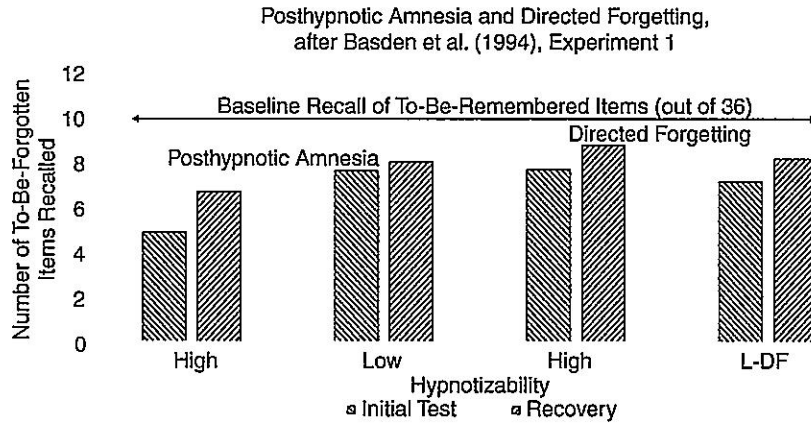 Posthypnotic Amnesia and Directed Forgetting,
after Basden et al. (1994), Experiment 1
Number of To-Be-Forgotten
Items Recalled
12
10
8
6
4
2
0
Baseline Recall of To-Be-Remembered Items (out of 36)
Directed Forgetting
Posthypnotic Amnesia
High
Low
High
L-DF
Hypnotizability
Initial Test
Recovery